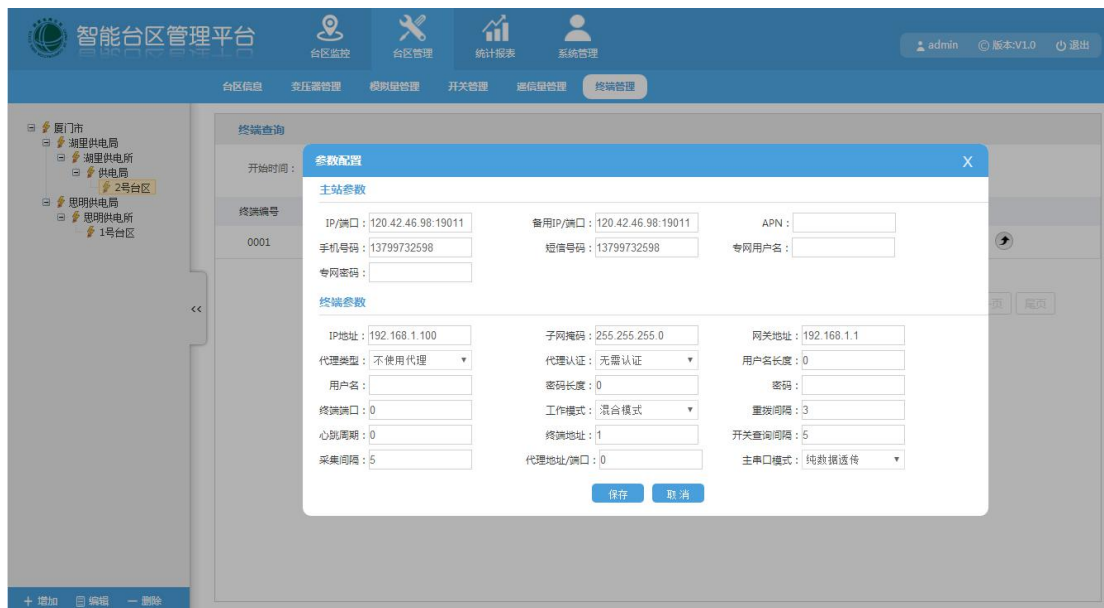 智能台区管理平台
台区监控 台区管理 统计报表 系统管理
admin ©版本:V1.0 退出
台区信息 变压器管理 模拟量管理 开关管理 遥信量管理 终端管理
厦门市
湖里供电局
湖里供电所
供电局
2号台区
思明供电局
思明供电所
1号台区
<<
终端查询
开始时间：
终端编号
0001
页 尾页
参数配置 X
主站参数
IP/端口：120.42.46.98:19011 备用IP/端口：120.42.46.98:19011 APN：
手机号码：13799732598 短信号码：13799732598 专网用户名：
专网密码：
终端参数
IP地址：192.168.1.100 子网掩码：255.255.255.0 网关地址：192.168.1.1
代理类型：不使用代理 代理认证：无需认证 用户名长度：0
用户名： 密码长度：0 密码：
终端端口：0 工作模式：混合模式 重拨间隔：3
心跳周期：0 终端地址：1 开关查询间隔：5
采集间隔：5 代理地址/端口：0 主串口模式：纯数据透传
保存 取消
增加 编辑 删除